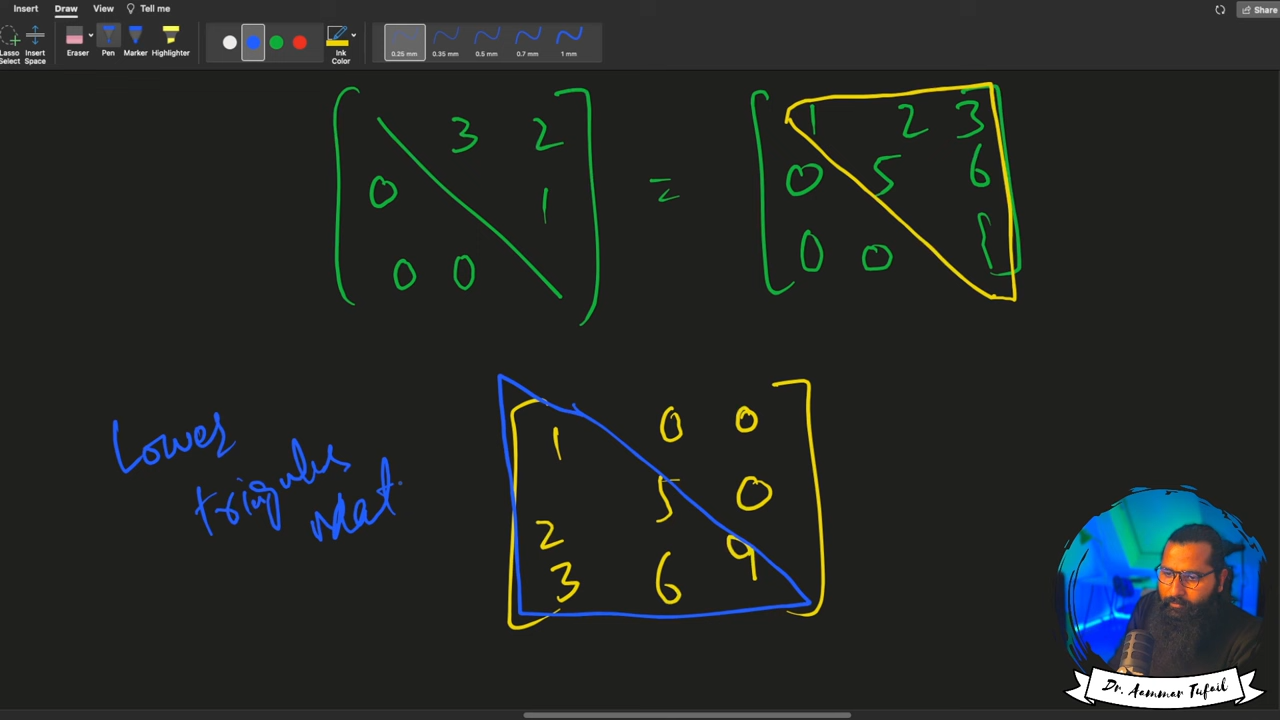 Insert Draw View Tell me
Share
Lasso Select
Insert Space
Eraser
Pen
Marker
Highlighter
Ink Color
0.25 mm
0.35 mm
0.5 mm
0.7 mm
1 mm
3 2
0 1
0 0
=
1 2 3
0 5 6
0 0
Lower
triangular
mat
1 0 0
2 5 0
3 6 9
Dr. Aammar Tufail